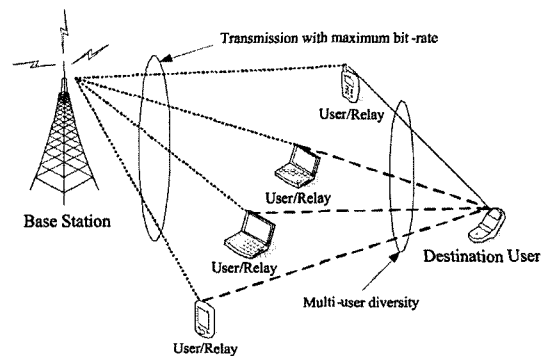 Transmission with maximum bit -rate
User/Relay
User/Relay
Base Station
User/Relay
Destination User
Multi-user diversity
User/Relay